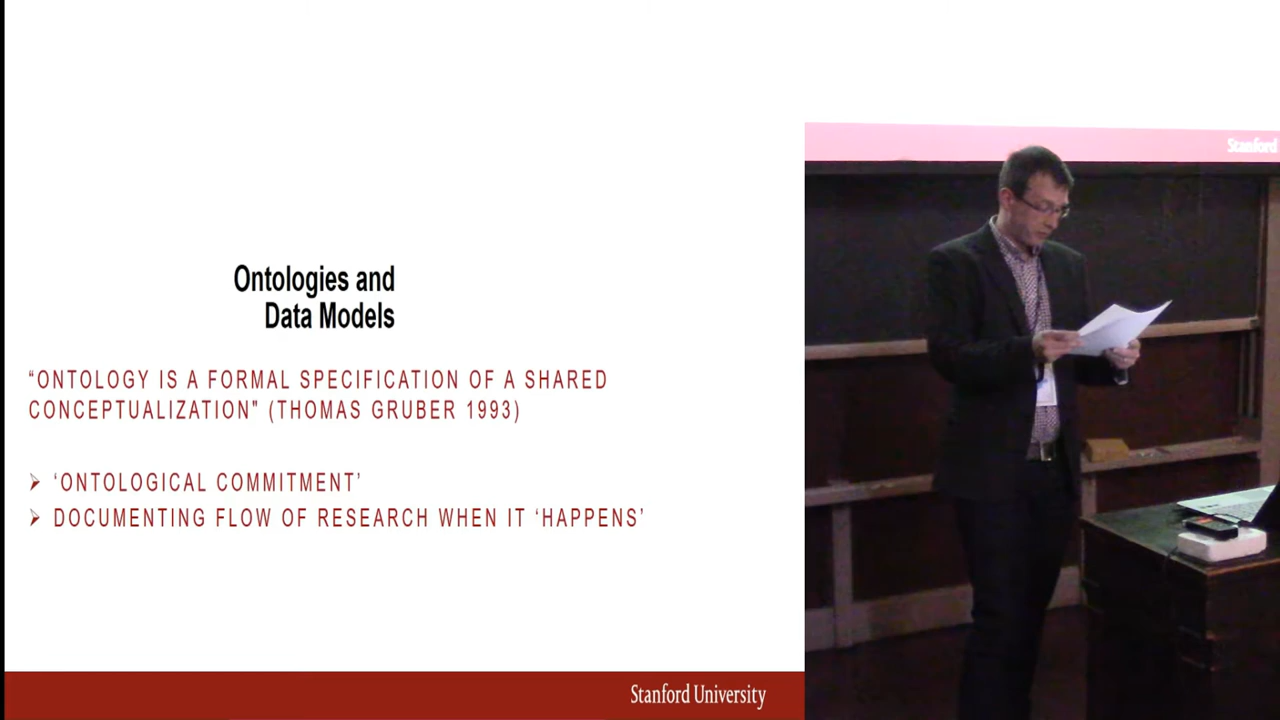 Ontologies and
Data Models
“ONTOLOGY IS A FORMAL SPECIFICATION OF A SHARED
CONCEPTUALIZATION" (THOMAS GRUBER 1993)
‘ONTOLOGICAL COMMITMENT’
DOCUMENTING FLOW OF RESEARCH WHEN IT ‘HAPPENS’
Stanford University
Stanford